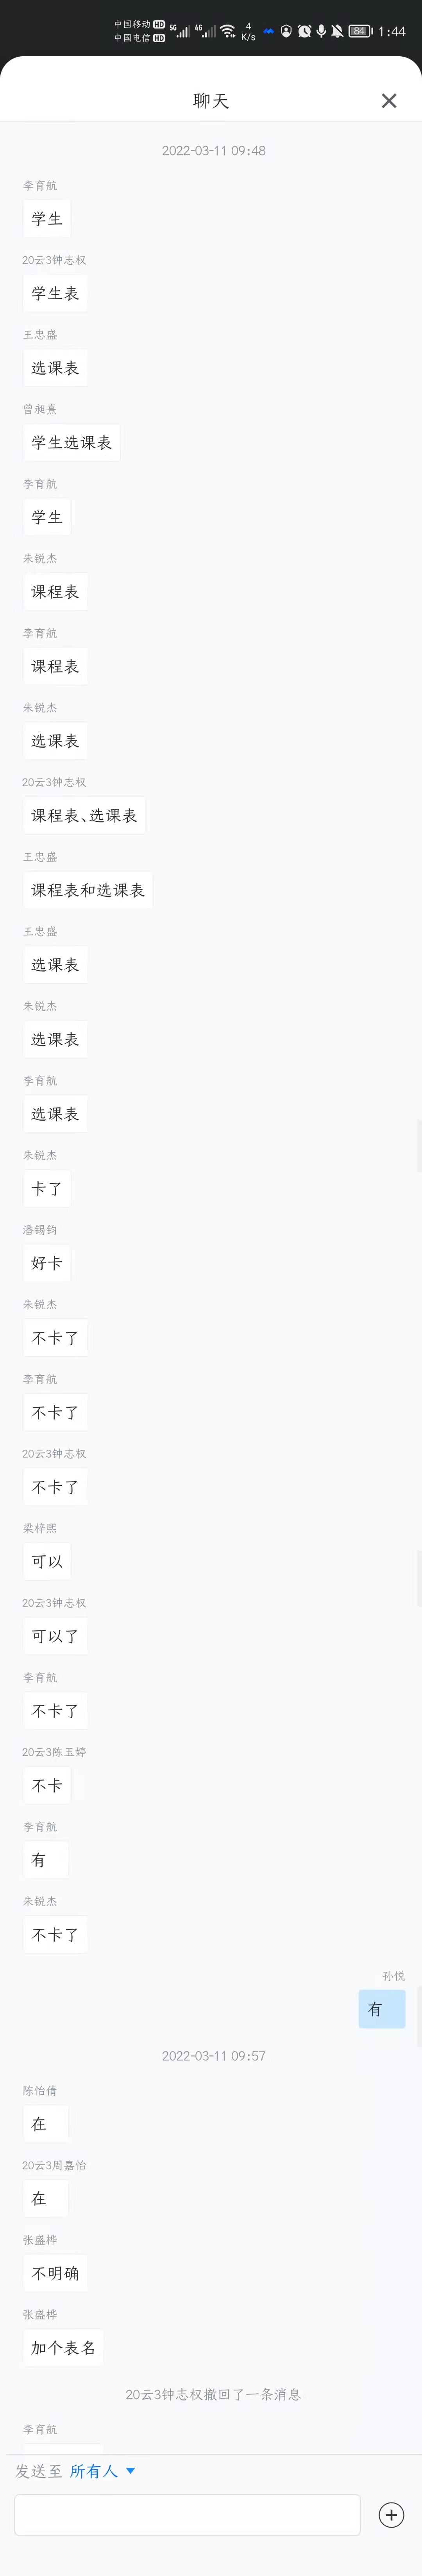 中国移动 HD
中国电信 HD
5G
4G
4
K/s
84
1:44
聊天
2022-03-11 09:48
李育航
学生
20云3钟志权
学生表
王忠盛
选课表
曾昶熹
学生选课表
李育航
学生
朱锐杰
课程表
李育航
课程表
朱锐杰
选课表
20云3钟志权
课程表、选课表
王忠盛
课程表和选课表
王忠盛
选课表
朱锐杰
选课表
李育航
选课表
朱锐杰
卡了
潘锡钧
好卡
朱锐杰
不卡了
李育航
不卡了
20云3钟志权
不卡了
梁梓熙
可以
20云3钟志权
可以了
李育航
不卡了
20云3陈玉婷
不卡
李育航
有
朱锐杰
不卡了
孙悦
有
2022-03-11 09:57
陈怡倩
在
20云3周嘉怡
在
张盛桦
不明确
张盛桦
加个表名
20云3钟志权撤回了一条消息
李育航
发送至 所有人